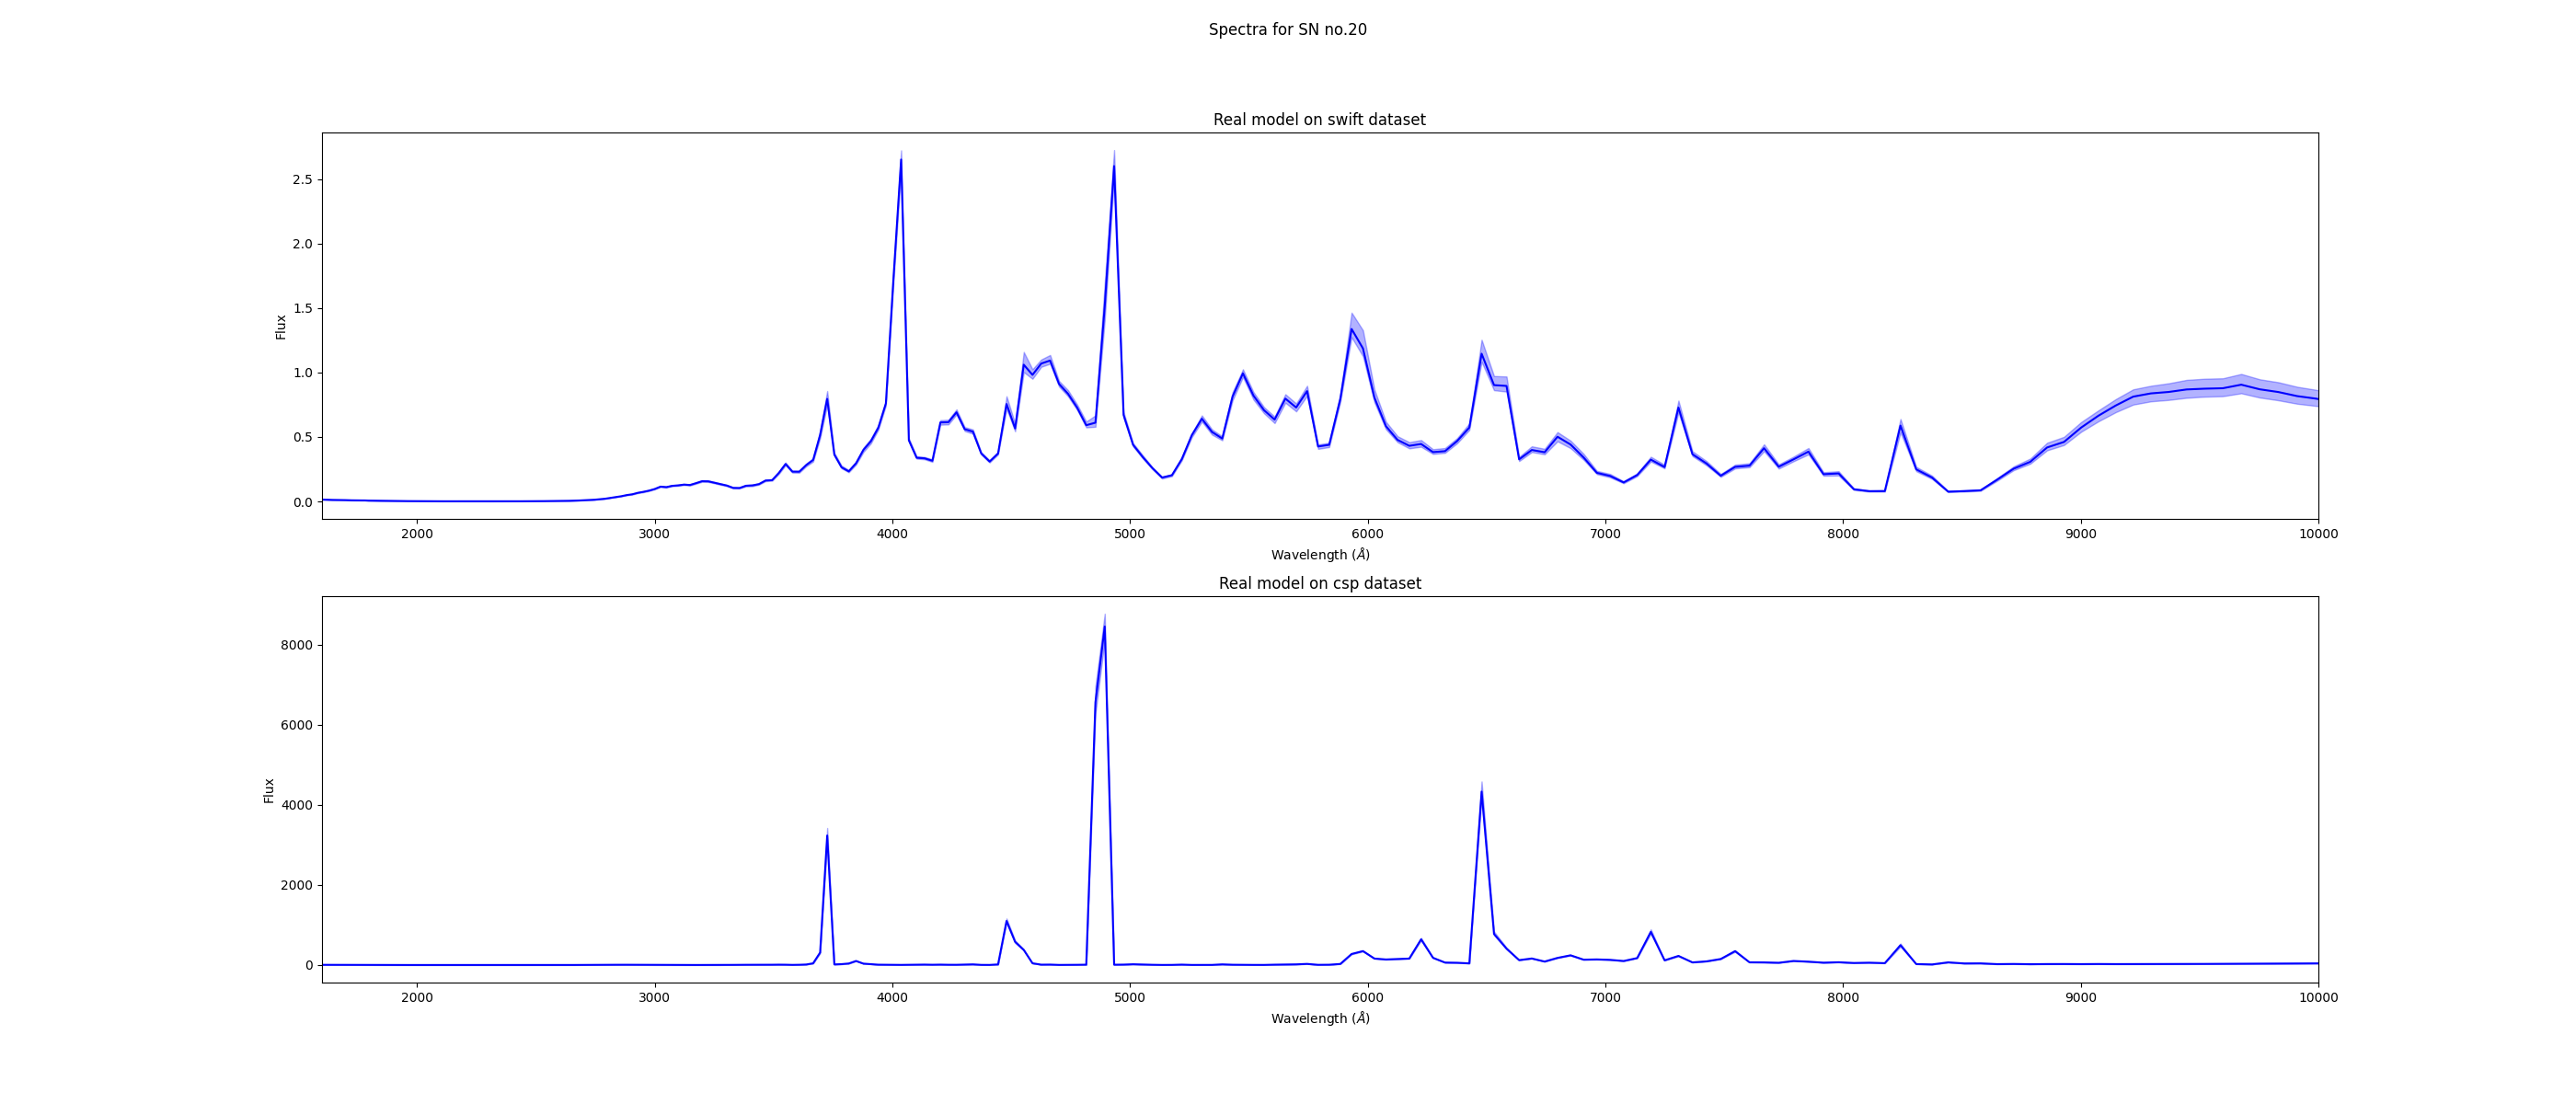 Spectra for SN no.20
Real model on swift dataset
2.5
2.0
1.5
1.0
0.5
0.0
Flux
2000 3000 4000 5000 6000 7000 8000 9000 10000
Wavelength (Å)
Real model on csp dataset
8000
6000
4000
2000
0
Flux
2000 3000 4000 5000 6000 7000 8000 9000 10000
Wavelength (Å)